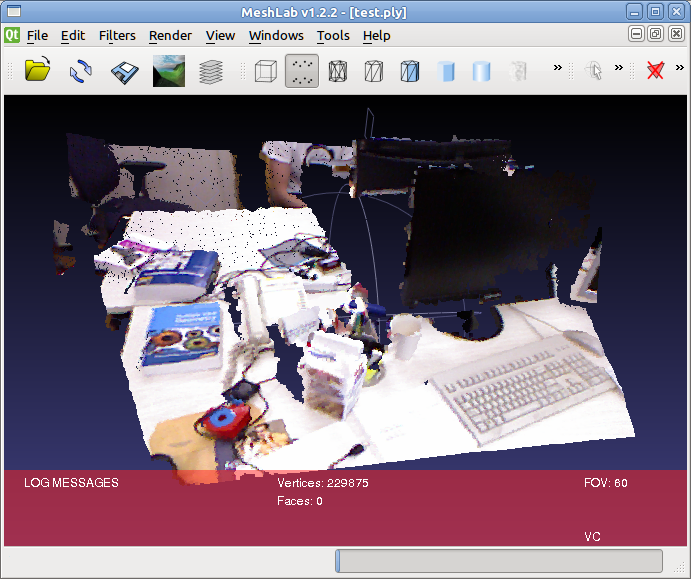 MeshLab v1.2.2 - [test.ply]
Qt File Edit Filters Render View Windows Tools Help
» » »
LOG MESSAGES Vertices: 229875 FOV: 60
Faces: 0
VC